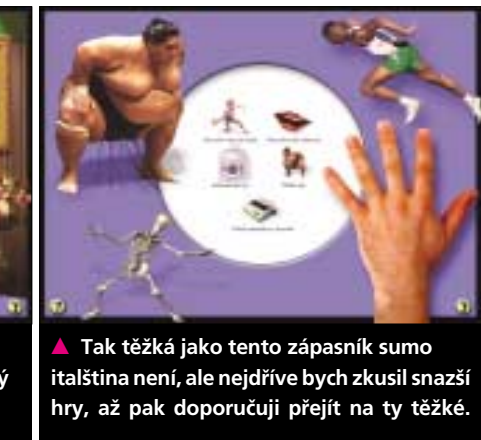 ▲ Tak těžká jako tento zápasník sumo
italština není, ale nejdříve bych zkusil snazší
hry, až pak doporučuji přejít na ty těžké.
ý